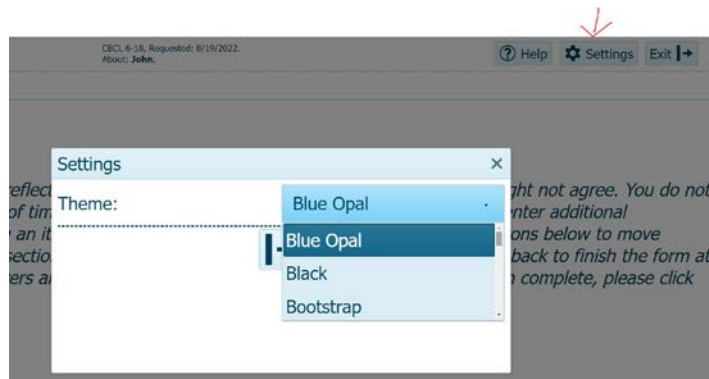 CBCL 6-18, Requested: 8/19/2022.
About: John.
Help Settings Exit
Settings
Theme: Blue Opal
Blue Opal
Black
Bootstrap
reflect ght not agree. You do not
of tim enter additional
an it ons below to move
sectio back to finish the form at
ers a complete, please click